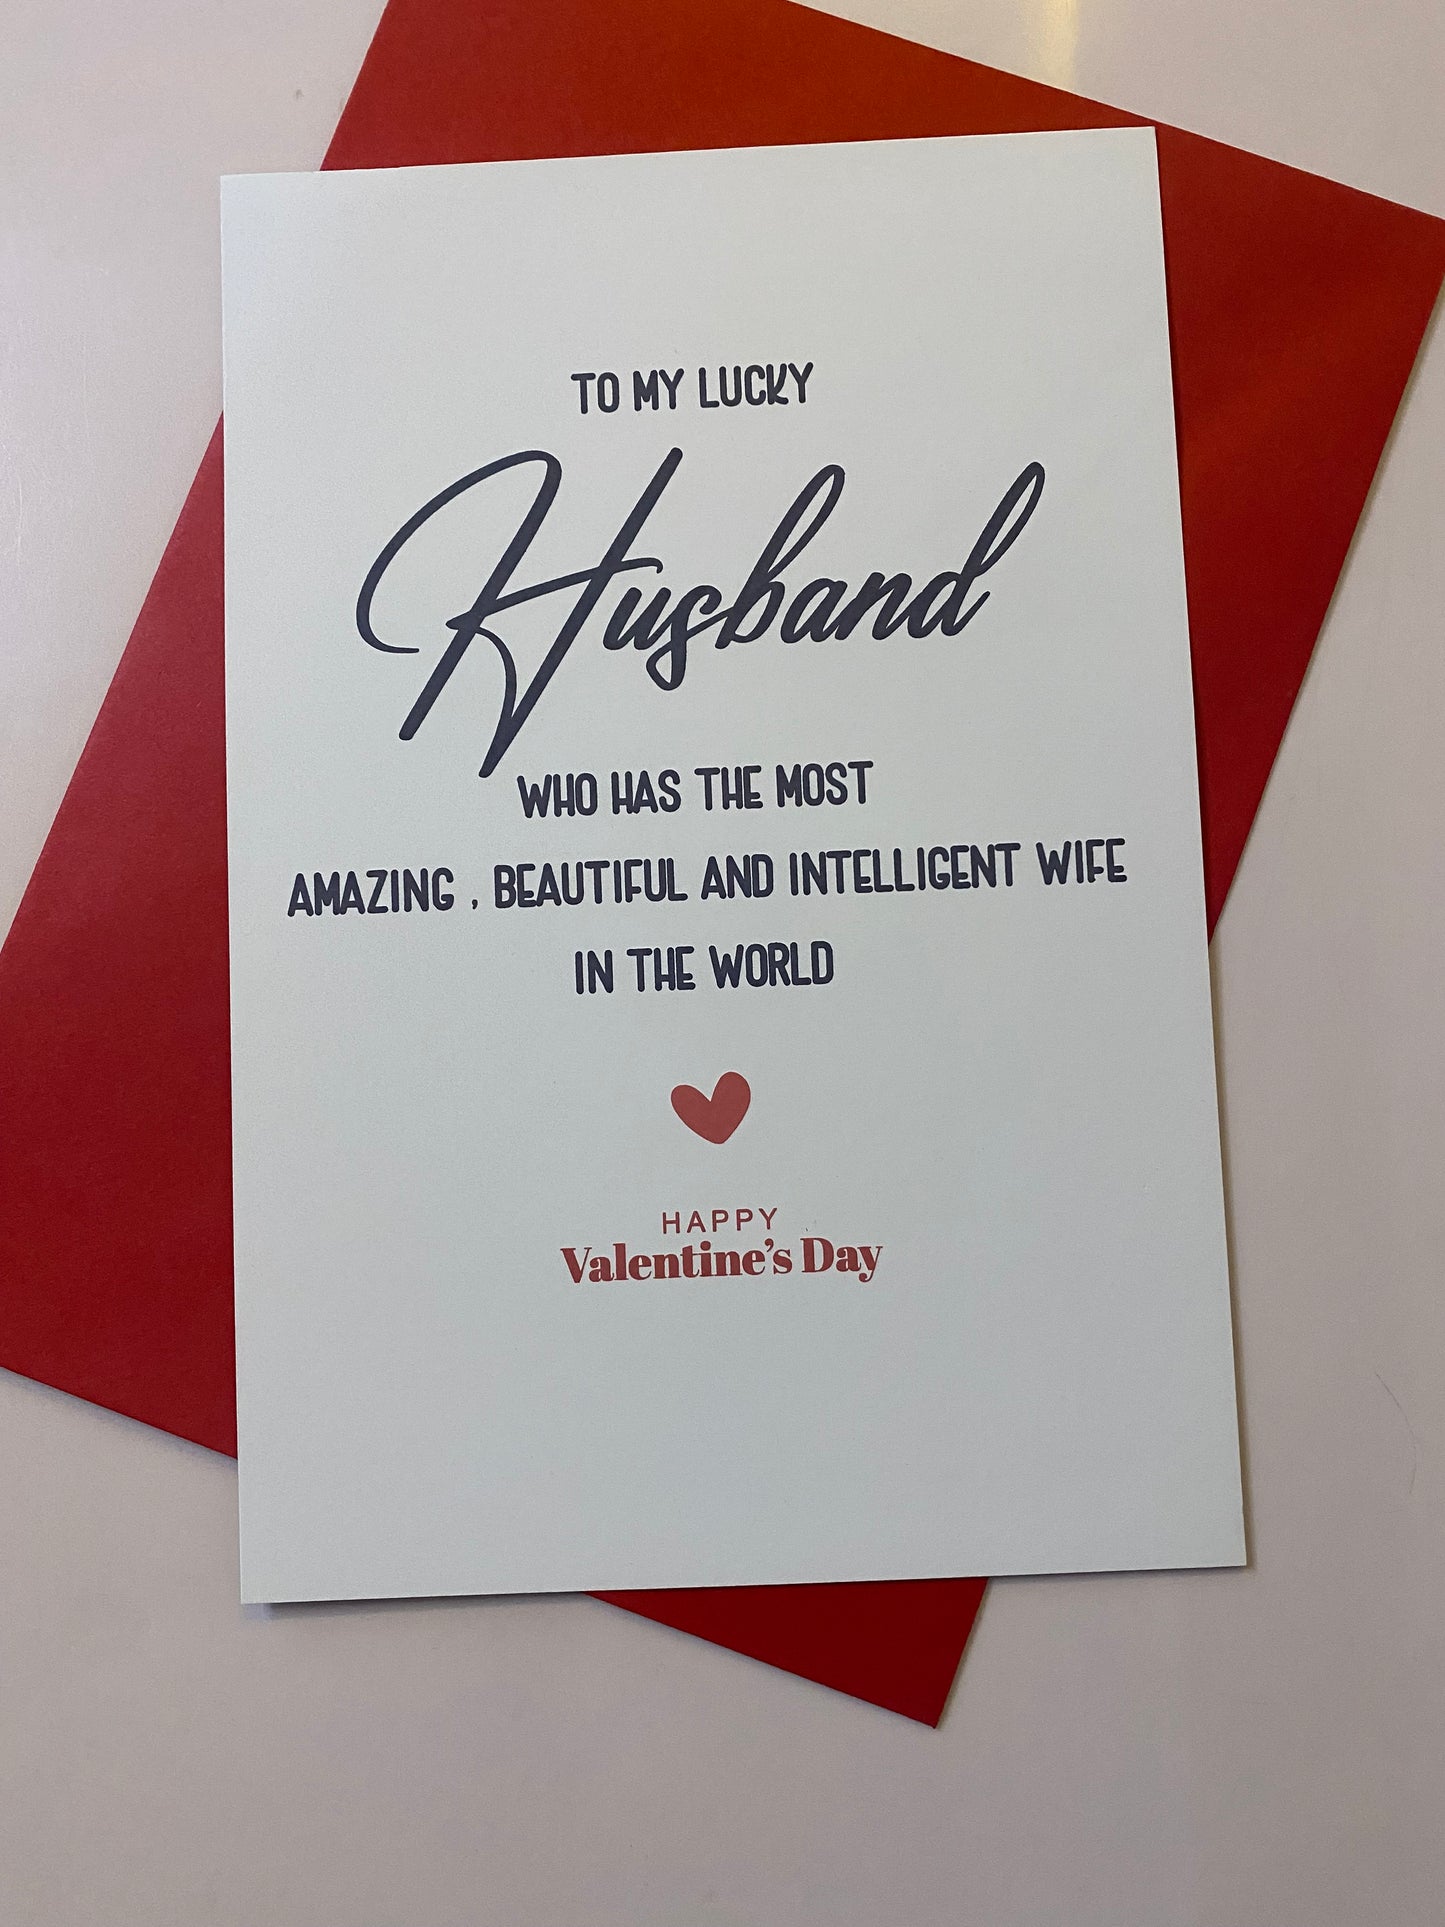 TO MY LUCKY
Husband
WHO HAS THE MOST
AMAZING , BEAUTIFUL AND INTELLIGENT WIFE
IN THE WORLD
HAPPY
Valentine's Day